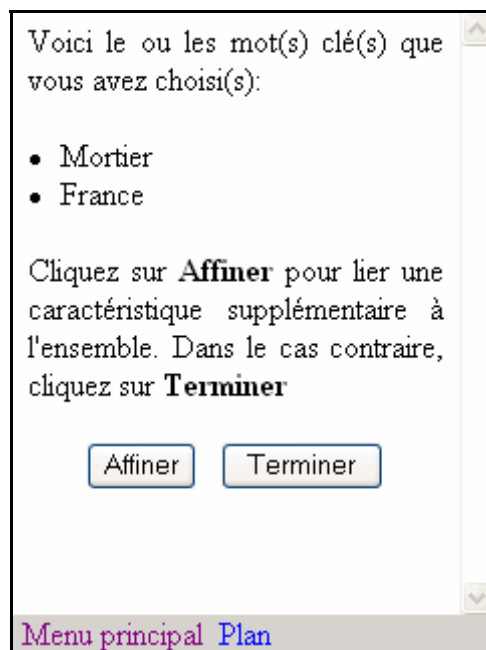 Voici le ou les mot(s) clé(s) que
vous avez choisi(s):
• Mortier
• France
Cliquez sur Affiner pour lier une
caractéristique supplémentaire à
l'ensemble. Dans le cas contraire,
cliquez sur Terminer
Affiner Terminer
Menu principal Plan